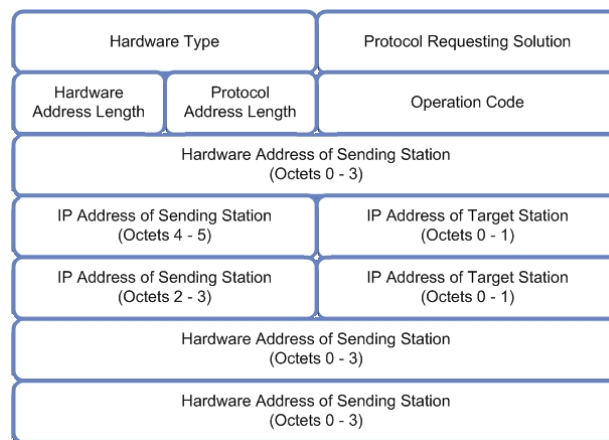 Hardware Type
Protocol Requesting Solution
Hardware
Address Length
Protocol
Address Length
Operation Code
Hardware Address of Sending Station
(Octets 0 - 3)
IP Address of Sending Station
(Octets 4 - 5)
IP Address of Target Station
(Octets 0 - 1)
IP Address of Sending Station
(Octets 2 - 3)
IP Address of Target Station
(Octets 0 - 1)
Hardware Address of Sending Station
(Octets 0 - 3)
Hardware Address of Sending Station
(Octets 0 - 3)